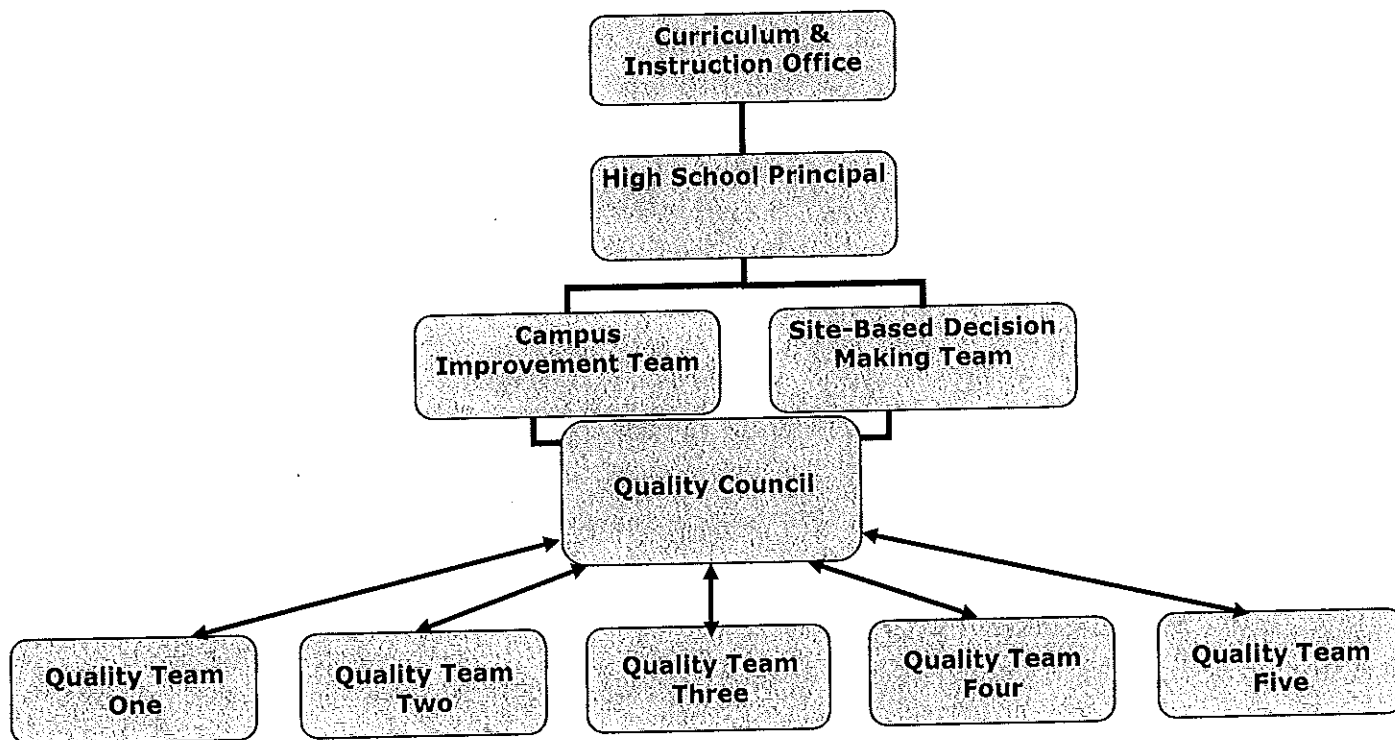 Curriculum &
Instruction Office
High School Principal
Campus
Improvement Team
Site-Based Decision
Making Team
Quality Council
Quality Team
One
Quality Team
Two
Quality Team
Three
Quality Team
Four
Quality Team
Five